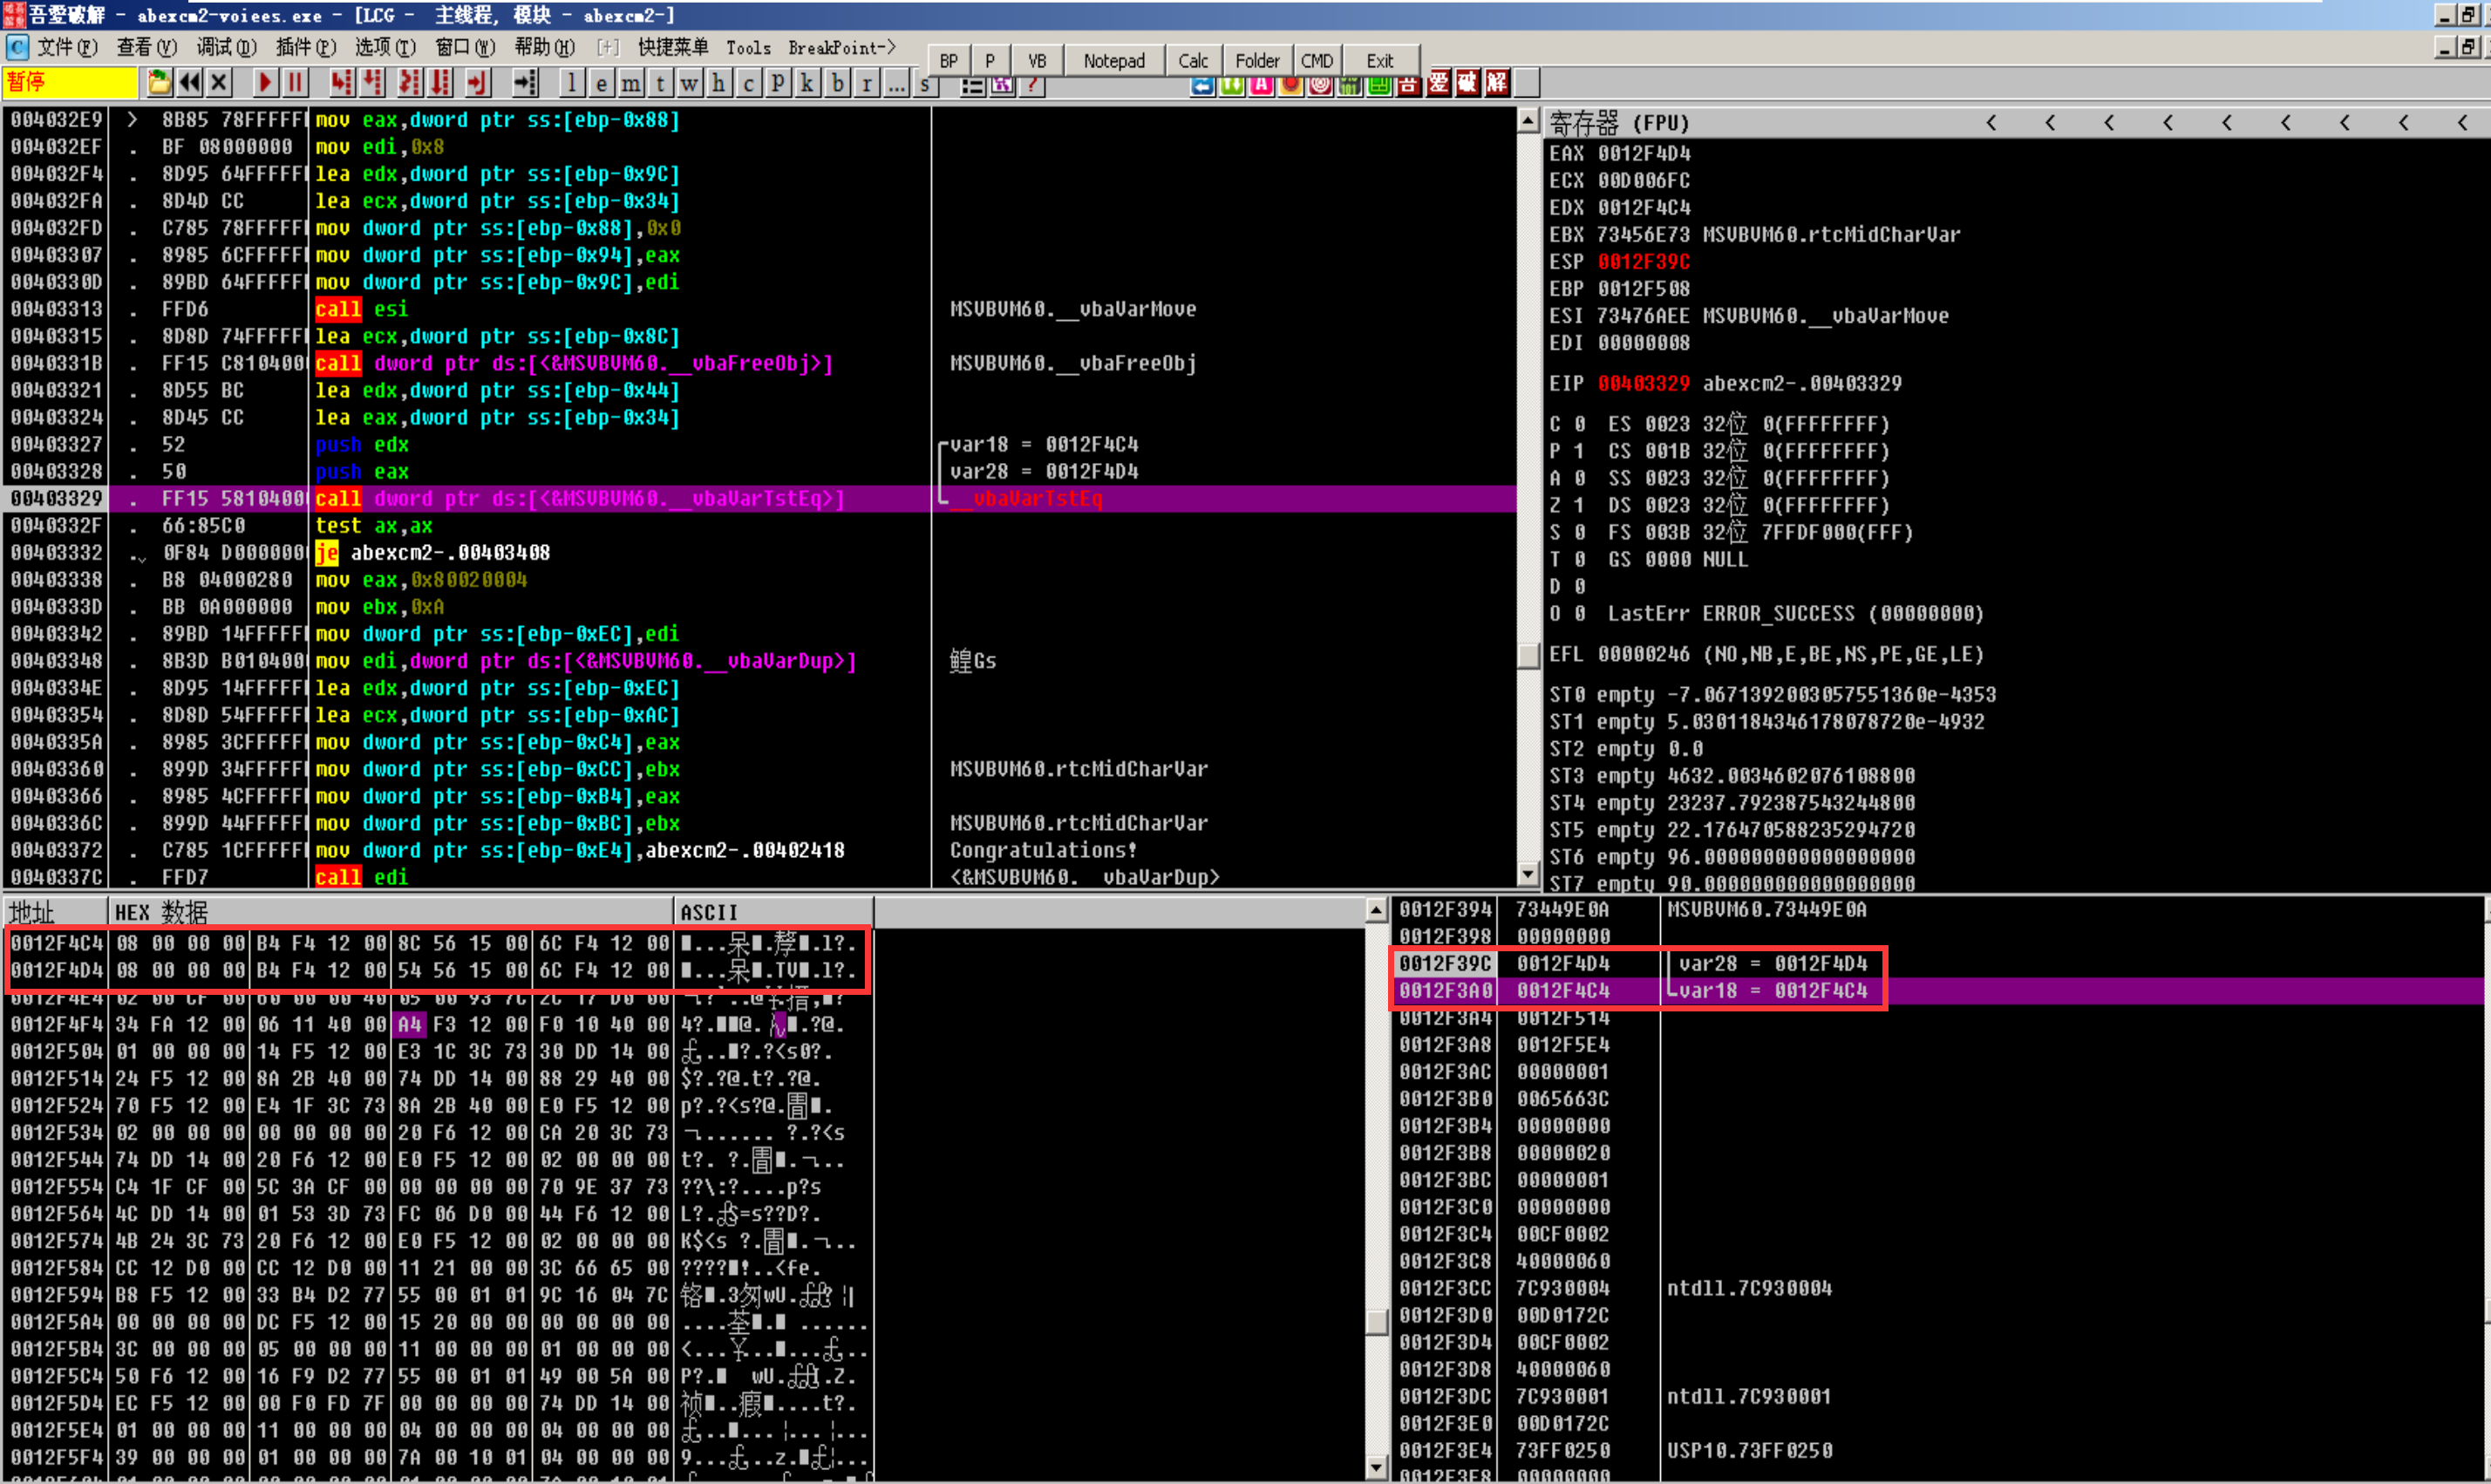 吾爱破解 - abexcm2-voiees.exe - [LCG - 主线程, 模块 - abexcm2-]
文件(F) 查看(V) 调试(D) 插件(P) 选项(T) 窗口(W) 帮助(H) [+] 快捷菜单 Tools BreakPoint->
BP P VB Notepad Calc Folder CMD Exit
暂停 l e m t w h c P k b r ... s ? 吾 爱 破 解
004032E9 > 8B85 78FFFFFF mov eax,dword ptr ss:[ebp-0x88]
004032EF . BF 08000000 mov edi,0x8
004032F4 . 8D95 64FFFFFF lea edx,dword ptr ss:[ebp-0x9C]
004032FA . 8D4D CC lea ecx,dword ptr ss:[ebp-0x34]
004032FD . C785 78FFFFFF mov dword ptr ss:[ebp-0x88],0x0
00403307 . 8985 6CFFFFFF mov dword ptr ss:[ebp-0x94],eax
0040330D . 89BD 64FFFFFF mov dword ptr ss:[ebp-0x9C],edi
00403313 . FFD6 call esi MSVBVM60.__vbaVarMove
00403315 . 8D8D 74FFFFFF lea ecx,dword ptr ss:[ebp-0x8C]
0040331B . FF15 C8104000 call dword ptr ds:[<&MSVBVM60.__vbaFreeObj>] MSVBVM60.__vbaFreeObj
00403321 . 8D55 BC lea edx,dword ptr ss:[ebp-0x44]
00403324 . 8D45 CC lea eax,dword ptr ss:[ebp-0x34]
00403327 . 52 push edx var18 = 0012F4C4
00403328 . 50 push eax var28 = 0012F4D4
00403329 . FF15 58104000 call dword ptr ds:[<&MSVBVM60.__vbaVarTstEq>] __vbaVarTstEq
0040332F . 66:85C0 test ax,ax
00403332 . 0F84 D0000000 je abexcm2-.00403408
00403338 . B8 04000280 mov eax,0x80020004
0040333D . BB 0A000000 mov ebx,0xA
00403342 . 89BD 14FFFFFF mov dword ptr ss:[ebp-0xEC],edi
00403348 . 8B3D B0104000 mov edi,dword ptr ds:[<&MSVBVM60.__vbaVarDup>] Gs
0040334E . 8D95 14FFFFFF lea edx,dword ptr ss:[ebp-0xEC]
00403354 . 8D8D 54FFFFFF lea ecx,dword ptr ss:[ebp-0xAC]
0040335A . 8985 3CFFFFFF mov dword ptr ss:[ebp-0xC4],eax
00403360 . 899D 34FFFFFF mov dword ptr ss:[ebp-0xCC],ebx MSVBVM60.rtcMidCharVar
00403366 . 8985 4CFFFFFF mov dword ptr ss:[ebp-0xB4],eax
0040336C . 899D 44FFFFFF mov dword ptr ss:[ebp-0xBC],ebx MSVBVM60.rtcMidCharVar
00403372 . C785 1CFFFFFF mov dword ptr ss:[ebp-0xE4],abexcm2-.00402418 Congratulations!
0040337C . FFD7 call edi <&MSVBVM60.__vbaVarDup>
寄存器 (FPU) < < < < < < < < <
EAX 0012F4D4
ECX 00D006FC
EDX 0012F4C4
EBX 73456E73 MSVBVM60.rtcMidCharVar
ESP 0012F39C
EBP 0012F508
ESI 73476AEE MSVBVM60.__vbaVarMove
EDI 00000008
EIP 00403329 abexcm2-.00403329
C 0 ES 0023 32位 0(FFFFFFFF)
P 1 CS 001B 32位 0(FFFFFFFF)
A 0 SS 0023 32位 0(FFFFFFFF)
Z 1 DS 0023 32位 0(FFFFFFFF)
S 0 FS 003B 32位 7FFDF000(FFF)
T 0 GS 0000 NULL
D 0
O 0 LastErr ERROR_SUCCESS (00000000)
EFL 00000246 (NO,NB,E,BE,NS,PE,GE,LE)
ST0 empty -7.0671392003057551360e-4353
ST1 empty 5.0301184346178078720e-4932
ST2 empty 0.0
ST3 empty 4632.0034602076108800
ST4 empty 23237.792387543244800
ST5 empty 22.176470588235294720
ST6 empty 96.000000000000000000
ST7 empty 90.000000000000000000
地址 HEX 数据 ASCII
0012F4C4 08 00 00 00 B4 F4 12 00 8C 56 15 00 6C F4 12 00
0012F4D4 08 00 00 00 B4 F4 12 00 54 56 15 00 6C F4 12 00
0012F4E4 02 00 CF 00 60 00 00 40 05 00 93 7C 2C 17 D0 00
0012F4F4 34 FA 12 00 06 11 40 00 A4 F3 12 00 F0 10 40 00
0012F504 01 00 00 00 14 F5 12 00 E3 1C 3C 73 30 DD 14 00
0012F514 24 F5 12 00 8A 2B 40 00 74 DD 14 00 88 29 40 00 $?.?@.t?.?@.
0012F524 70 F5 12 00 E4 1F 3C 73 8A 2B 40 00 E0 F5 12 00
0012F534 02 00 00 00 00 00 00 00 20 F6 12 00 CA 20 3C 73
0012F544 74 DD 14 00 20 F6 12 00 E0 F5 12 00 02 00 00 00
0012F554 C4 1F CF 00 5C 3A CF 00 00 00 00 00 70 9E 37 73 ??\:?....p?s
0012F564 4C DD 14 00 01 53 3D 73 FC 06 D0 00 44 F6 12 00
0012F574 4B 24 3C 73 20 F6 12 00 E0 F5 12 00 02 00 00 00
0012F584 CC 12 D0 00 CC 12 D0 00 11 21 00 00 3C 66 65 00
0012F594 B8 F5 12 00 33 B4 D2 77 55 00 01 01 9C 16 04 7C
0012F5A4 00 00 00 00 DC F5 12 00 15 20 00 00 00 00 00 00
0012F5B4 3C 00 00 00 05 00 00 00 11 00 00 00 01 00 00 00
0012F5C4 50 F6 12 00 16 F9 D2 77 55 00 01 01 49 00 5A 00
0012F5D4 EC F5 12 00 00 F0 FD 7F 00 00 00 00 74 DD 14 00
0012F5E4 01 00 00 00 11 00 00 00 04 00 00 00 04 00 00 00
0012F5F4 39 00 00 00 01 00 00 00 7A 00 10 01 04 00 00 00
0012F394 73449E0A MSVBVM60.73449E0A
0012F398 00000000
0012F39C 0012F4D4 var28 = 0012F4D4
0012F3A0 0012F4C4 var18 = 0012F4C4
0012F3A4 0012F514
0012F3A8 0012F5E4
0012F3AC 00000001
0012F3B0 0065663C
0012F3B4 00000000
0012F3B8 00000020
0012F3BC 00000001
0012F3C0 00000000
0012F3C4 00CF0002
0012F3C8 40000060
0012F3CC 7C930004 ntdll.7C930004
0012F3D0 00D0172C
0012F3D4 00CF0002
0012F3D8 40000060
0012F3DC 7C930001 ntdll.7C930001
0012F3E0 00D0172C
0012F3E4 73FF0250 USP10.73FF0250
0012F3E8 00000000